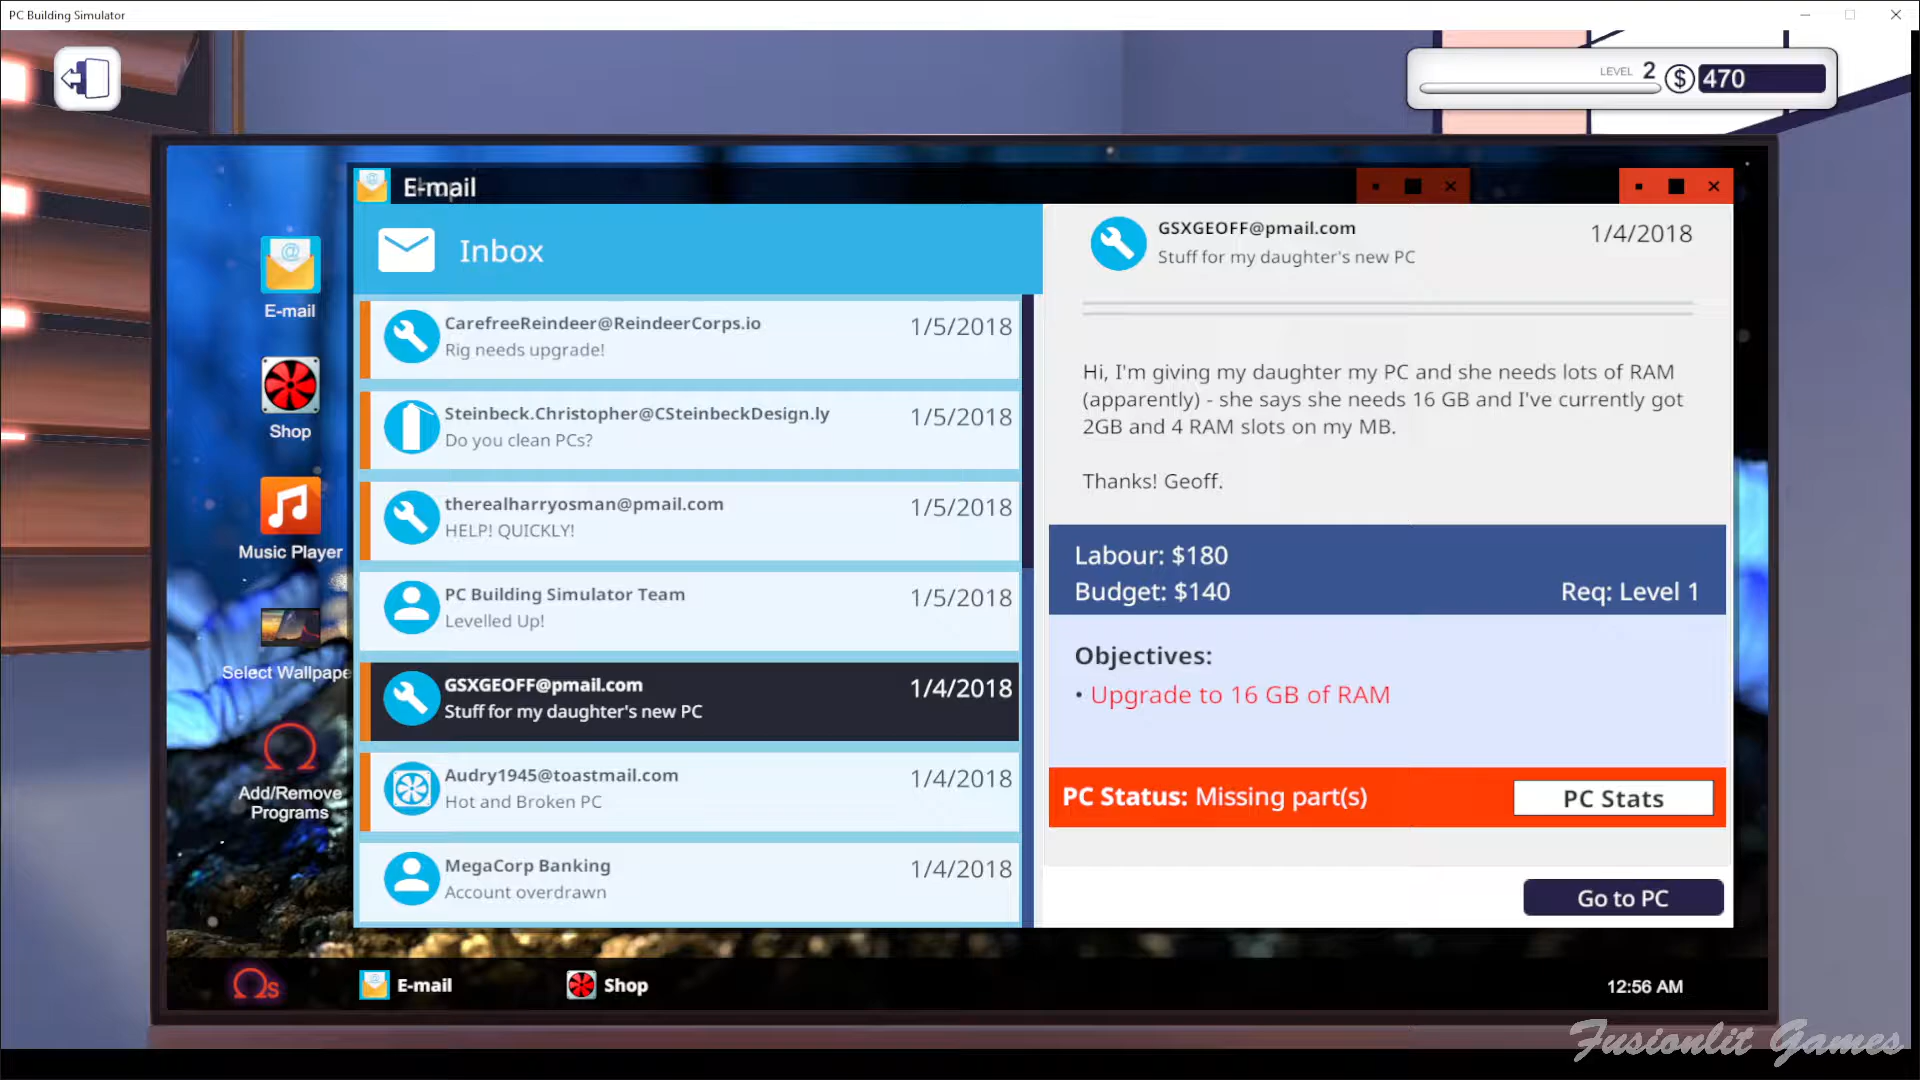 PC Building Simulator
LEVEL 2 $ 470
E-mail
Inbox
CarefreeReindeer@ReindeerCorps.io 1/5/2018
Rig needs upgrade!
Steinbeck.Christopher@CSteinbeckDesign.ly 1/5/2018
Do you clean PCs?
therealharryosman@pmail.com 1/5/2018
HELP! QUICKLY!
PC Building Simulator Team 1/5/2018
Levelled Up!
GSXGEOFF@pmail.com 1/4/2018
Stuff for my daughter's new PC
Audry1945@toastmail.com 1/4/2018
Hot and Broken PC
MegaCorp Banking 1/4/2018
Account overdrawn
GSXGEOFF@pmail.com 1/4/2018
Stuff for my daughter's new PC
Hi, I'm giving my daughter my PC and she needs lots of RAM
(apparently) - she says she needs 16 GB and I've currently got
2GB and 4 RAM slots on my MB.
Thanks! Geoff.
Labour: $180
Budget: $140 Req: Level 1
Objectives:
• Upgrade to 16 GB of RAM
PC Status: Missing part(s) PC Stats
Go to PC
E-mail
Shop
Music Player
Select Wallpape
Add/Remove
Programs
Ωs E-mail Shop 12:56 AM
Fusionlit Games